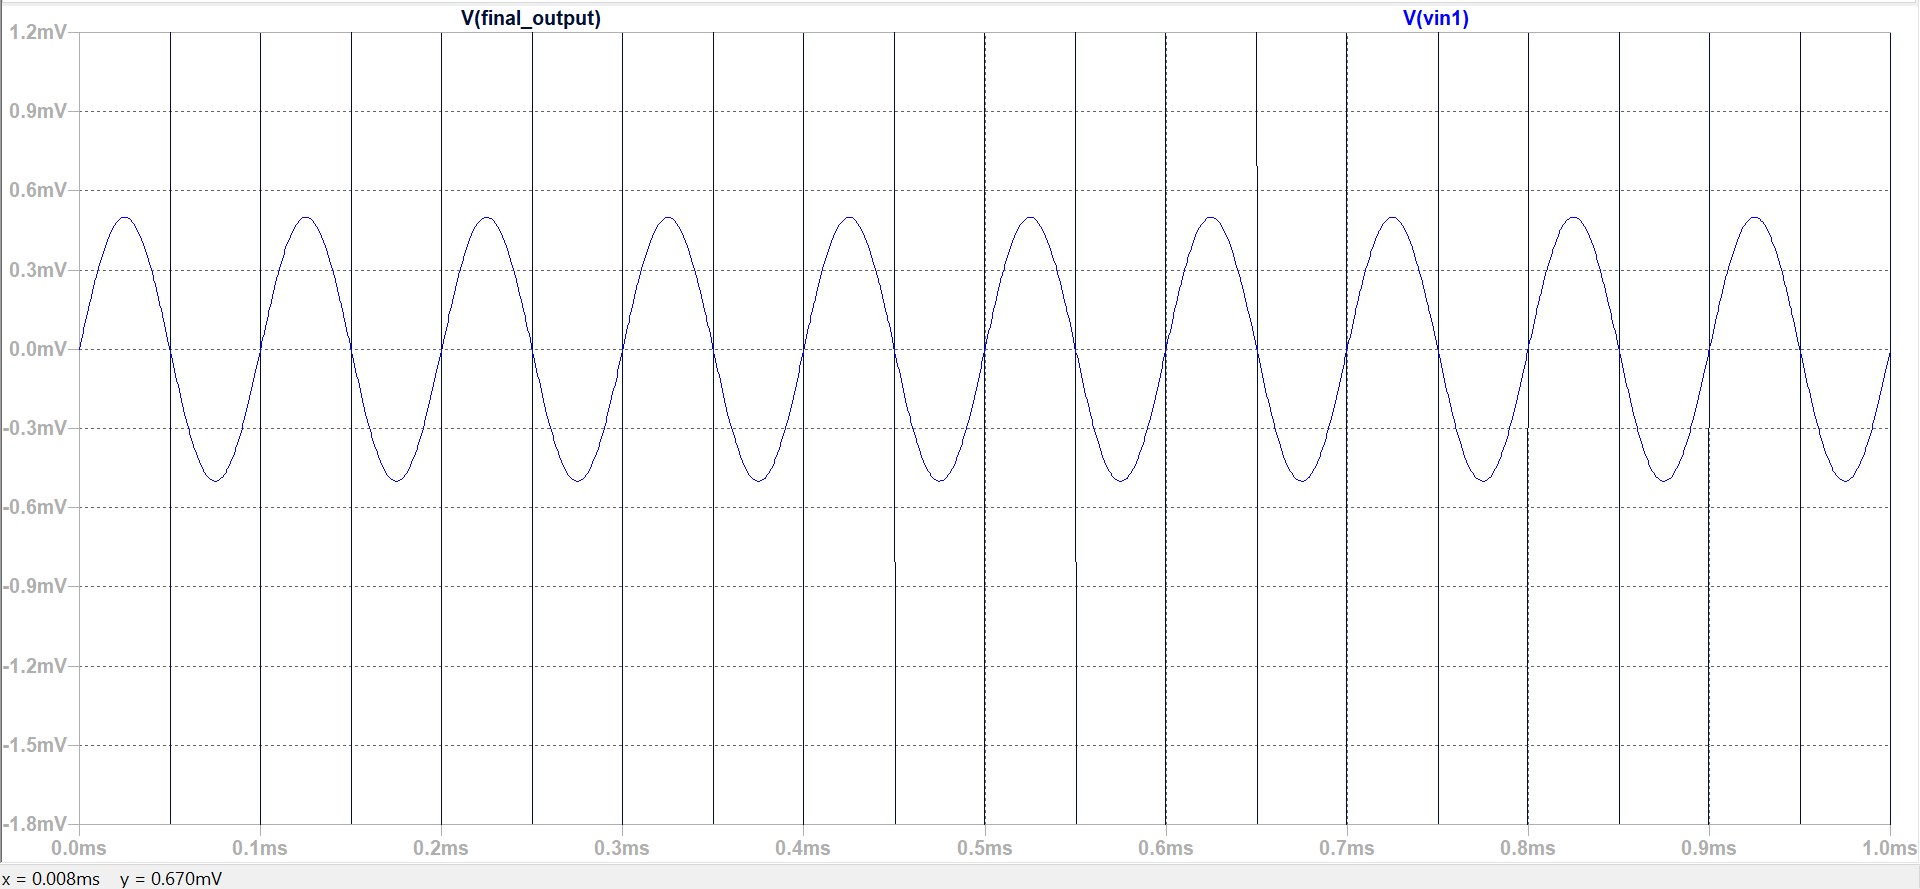 V(final_output) V(vin1)
1.2mV
0.9mV
0.6mV
0.3mV
0.0mV
-0.3mV
-0.6mV
-0.9mV
-1.2mV
-1.5mV
-1.8mV
0.0ms 0.1ms 0.2ms 0.3ms 0.4ms 0.5ms 0.6ms 0.7ms 0.8ms 0.9ms 1.0ms
x = 0.008ms y = 0.670mV